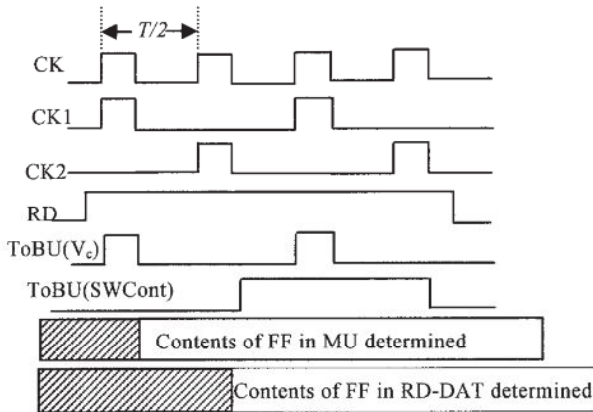 T/2
CK
CK1
CK2
RD
ToBU(Vc)
ToBU(SWCont)
Contents of FF in MU determined
Contents of FF in RD-DAT determined